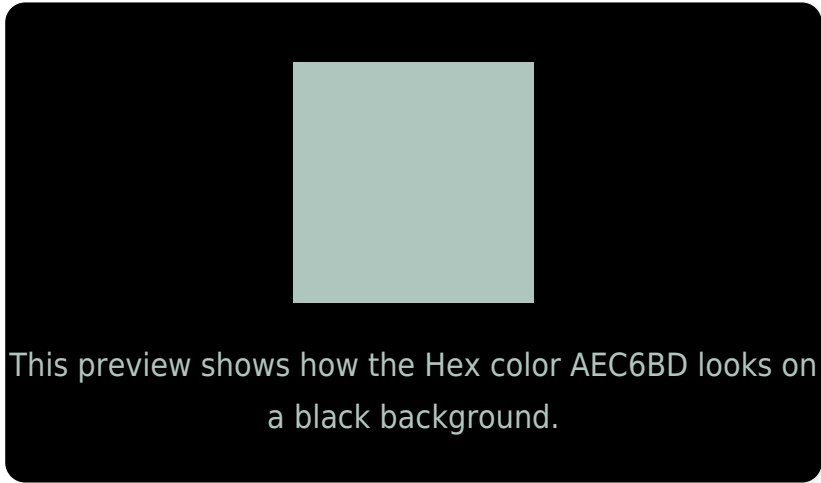 This preview shows how the Hex color AEC6BD looks on
a black background.